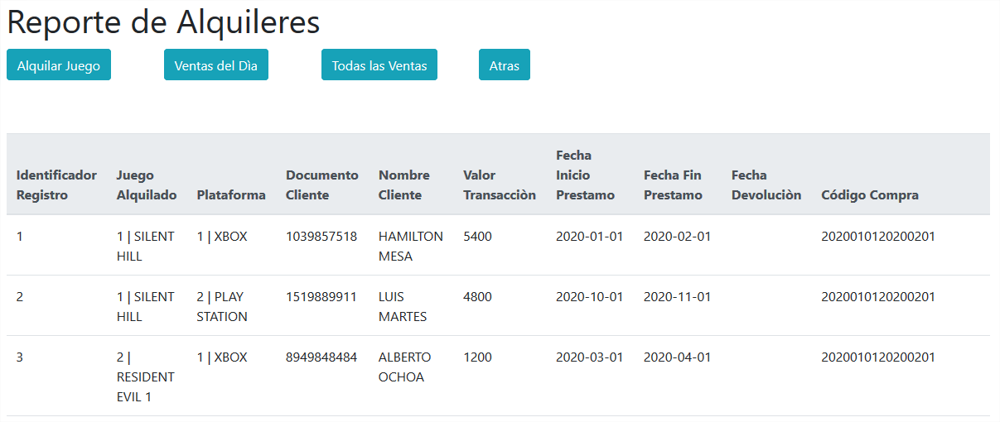 Reporte de Alquileres
Alquilar Juego Ventas del Dìa Todas las Ventas Atras
Identificador Registro Juego Alquilado Plataforma Documento Cliente Nombre Cliente Valor Transacciòn Fecha Inicio Prestamo Fecha Fin Prestamo Fecha Devoluciòn Código Compra
1 1 | SILENT HILL 1 | XBOX 1039857518 HAMILTON MESA 5400 2020-01-01 2020-02-01 2020010120200201
2 1 | SILENT HILL 2 | PLAY STATION 1519889911 LUIS MARTES 4800 2020-10-01 2020-11-01 2020010120200201
3 2 | RESIDENT EVIL 1 1 | XBOX 8949848484 ALBERTO OCHOA 1200 2020-03-01 2020-04-01 2020010120200201